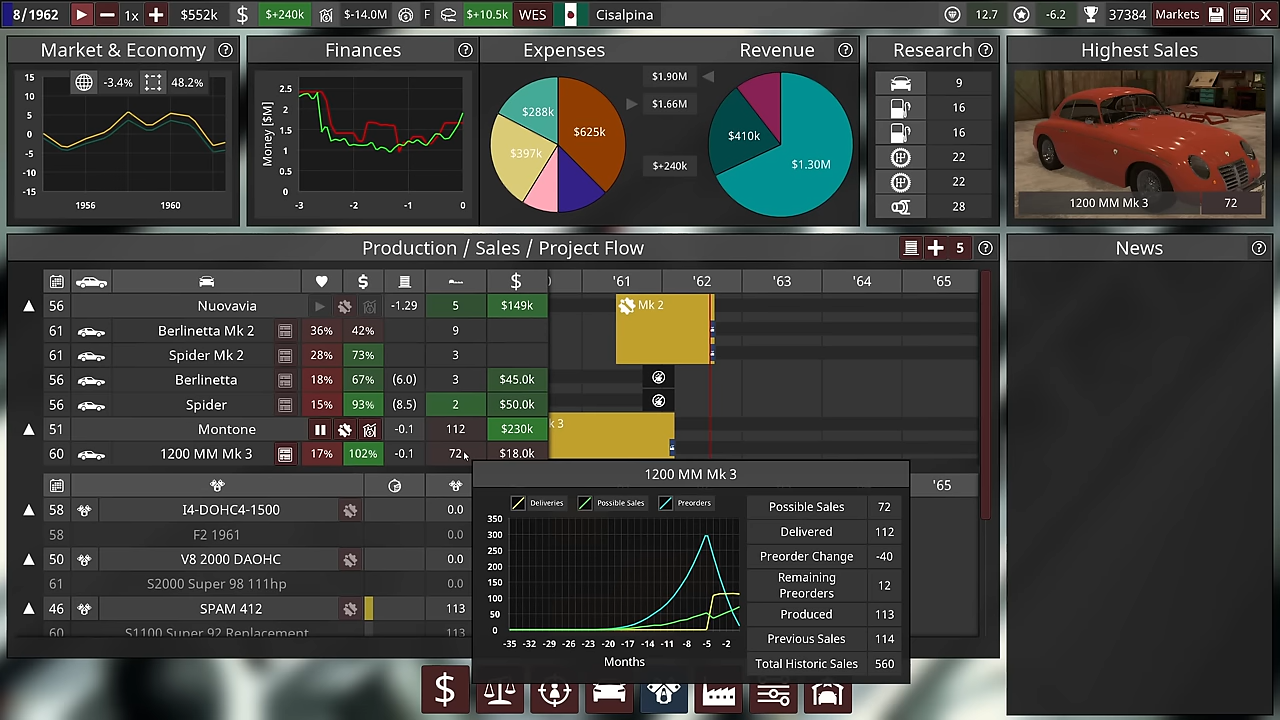 8/1962 1x $552k $+240k $-14.0M F $+10.5k WES Cisalpina 12.7 -6.2 37384 Markets
Market & Economy Finances Expenses Revenue Research Highest Sales
-3.4% 48.2%
15
10
5
0
-5
-10
-15
1956 1960
Money [$M]
2.5
2
1.5
1
0.5
0
-3 -2 -1 0
$288k $625k $397k
$1.90M
$1.66M
$+240k
$410k $1.30M
9
16
16
22
22
28
1200 MM Mk 3 72
Production / Sales / Project Flow 5 News
'61 '62 '63 '64 '65
56 Nuovavia -1.29 5 $149k Mk 2
61 Berlinetta Mk 2 36% 42% 9
61 Spider Mk 2 28% 73% 3
56 Berlinetta 18% 67% (6.0) 3 $45.0k
56 Spider 15% 93% (8.5) 2 $50.0k
51 Montone -0.1 112 $230k k 3
60 1200 MM Mk 3 17% 102% -0.1 72 $18.0k
'65
58 I4-DOHC4-1500 0.0
58 F2 1961 0.0
50 V8 2000 DAOHC 0.0
61 S2000 Super 98 111hp 0.0
46 SPAM 412 113
60 S1100 Super 92 Replacement 113
1200 MM Mk 3
Deliveries Possible Sales Preorders
350
300
250
200
150
100
50
0
-35 -32 -29 -26 -23 -20 -17 -14 -11 -8 -5 -2
Months
Possible Sales 72
Delivered 112
Preorder Change -40
Remaining Preorders 12
Produced 113
Previous Sales 114
Total Historic Sales 560